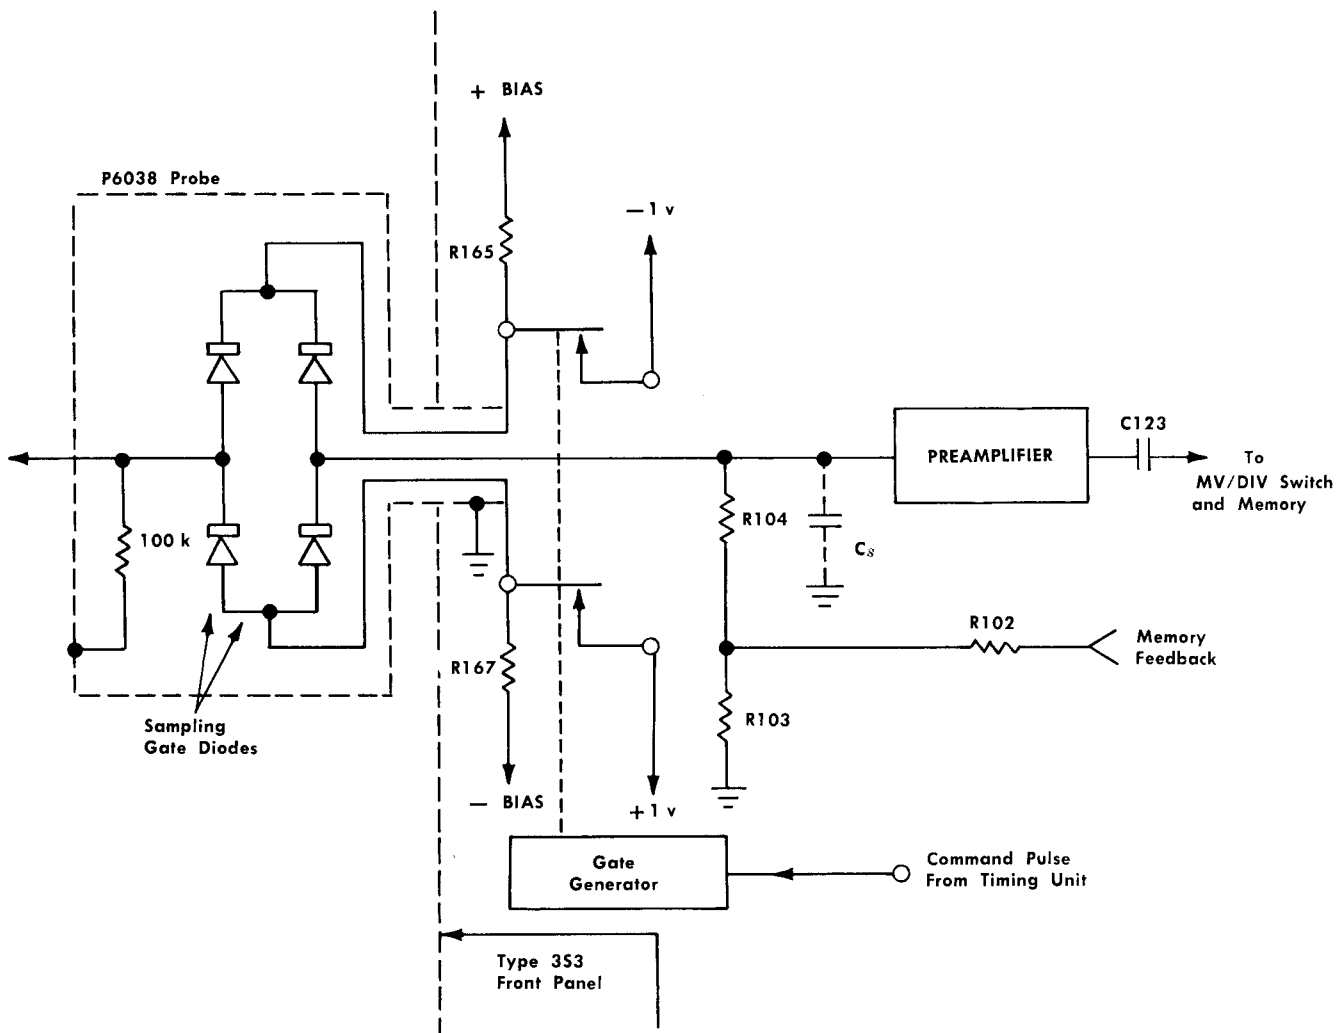 + BIAS
P6038 Probe
— 1 v
R165
C123
PREAMPLIFIER
To
MV/DIV Switch
and Memory
100 k
R104
Cs
R102
Memory
Feedback
R167
R103
Sampling
Gate Diodes
— BIAS
+ 1 v
Gate
Generator
Command Pulse
From Timing Unit
Type 3S3
Front Panel